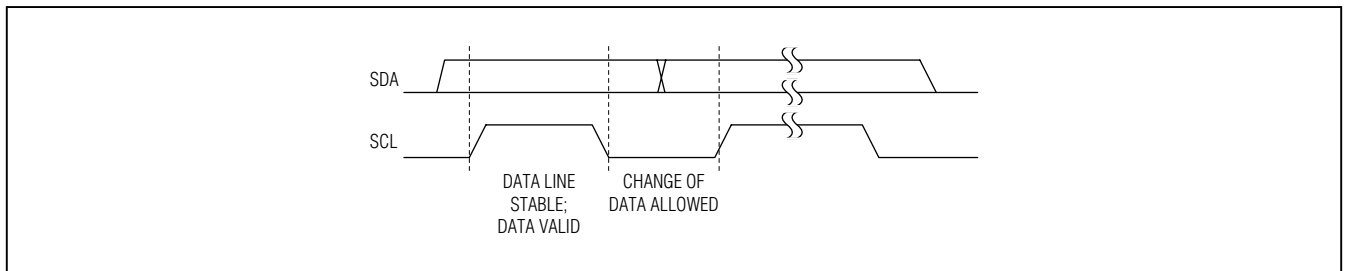 SDA
SCL
DATA LINE
STABLE;
DATA VALID
CHANGE OF
DATA ALLOWED